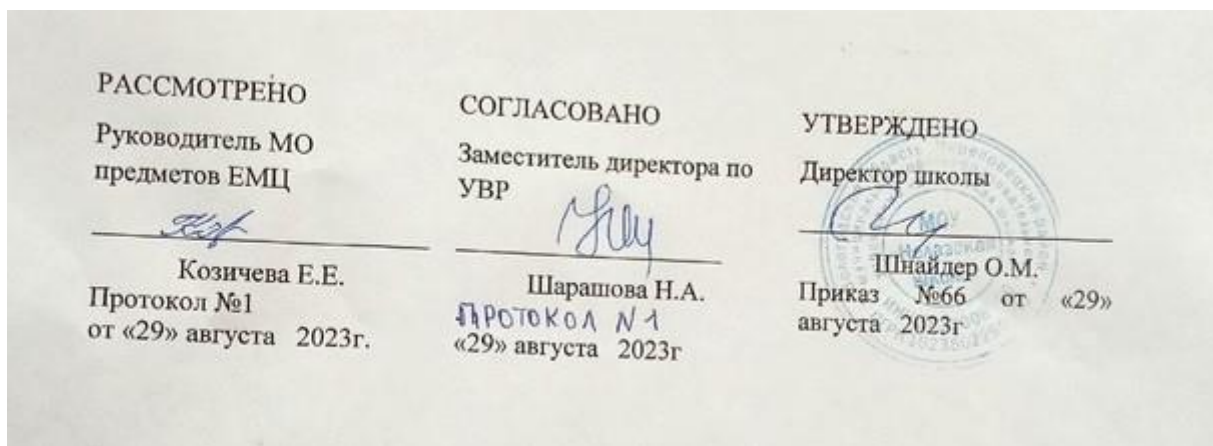 РАССМОТРЕНО
Руководитель МО
предметов ЕМЦ
Козичева Е.Е.
Протокол №1
от «29» августа 2023г.
СОГЛАСОВАНО
Заместитель директора по
УВР
Шарашова Н.А.
ПРОТОКОЛ N 1
«29» августа 2023г
УТВЕРЖДЕНО
Директор школы
МОУ
Шнайдер О.М.
Приказ №66 от «29»
августа 2023г